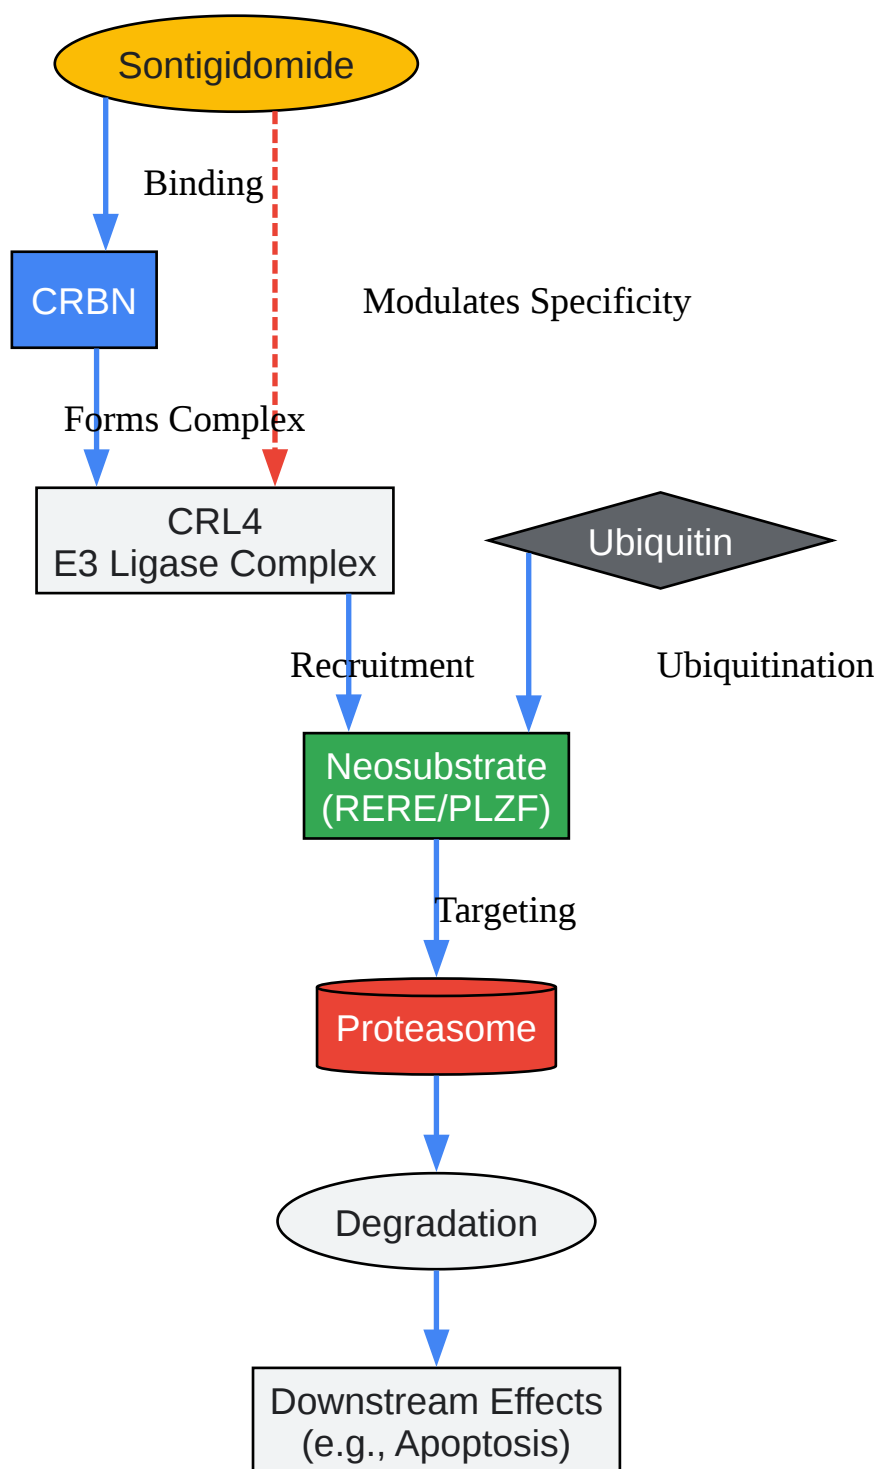 Sontigidomide
Binding
CRBN
Modulates Specificity
Forms Complex
CRL4
E3 Ligase Complex
Ubiquitin
Recruitment
Ubiquitination
Neosubstrate
(RERE/PLZF)
Targeting
Proteasome
Degradation
Downstream Effects
(e.g., Apoptosis)